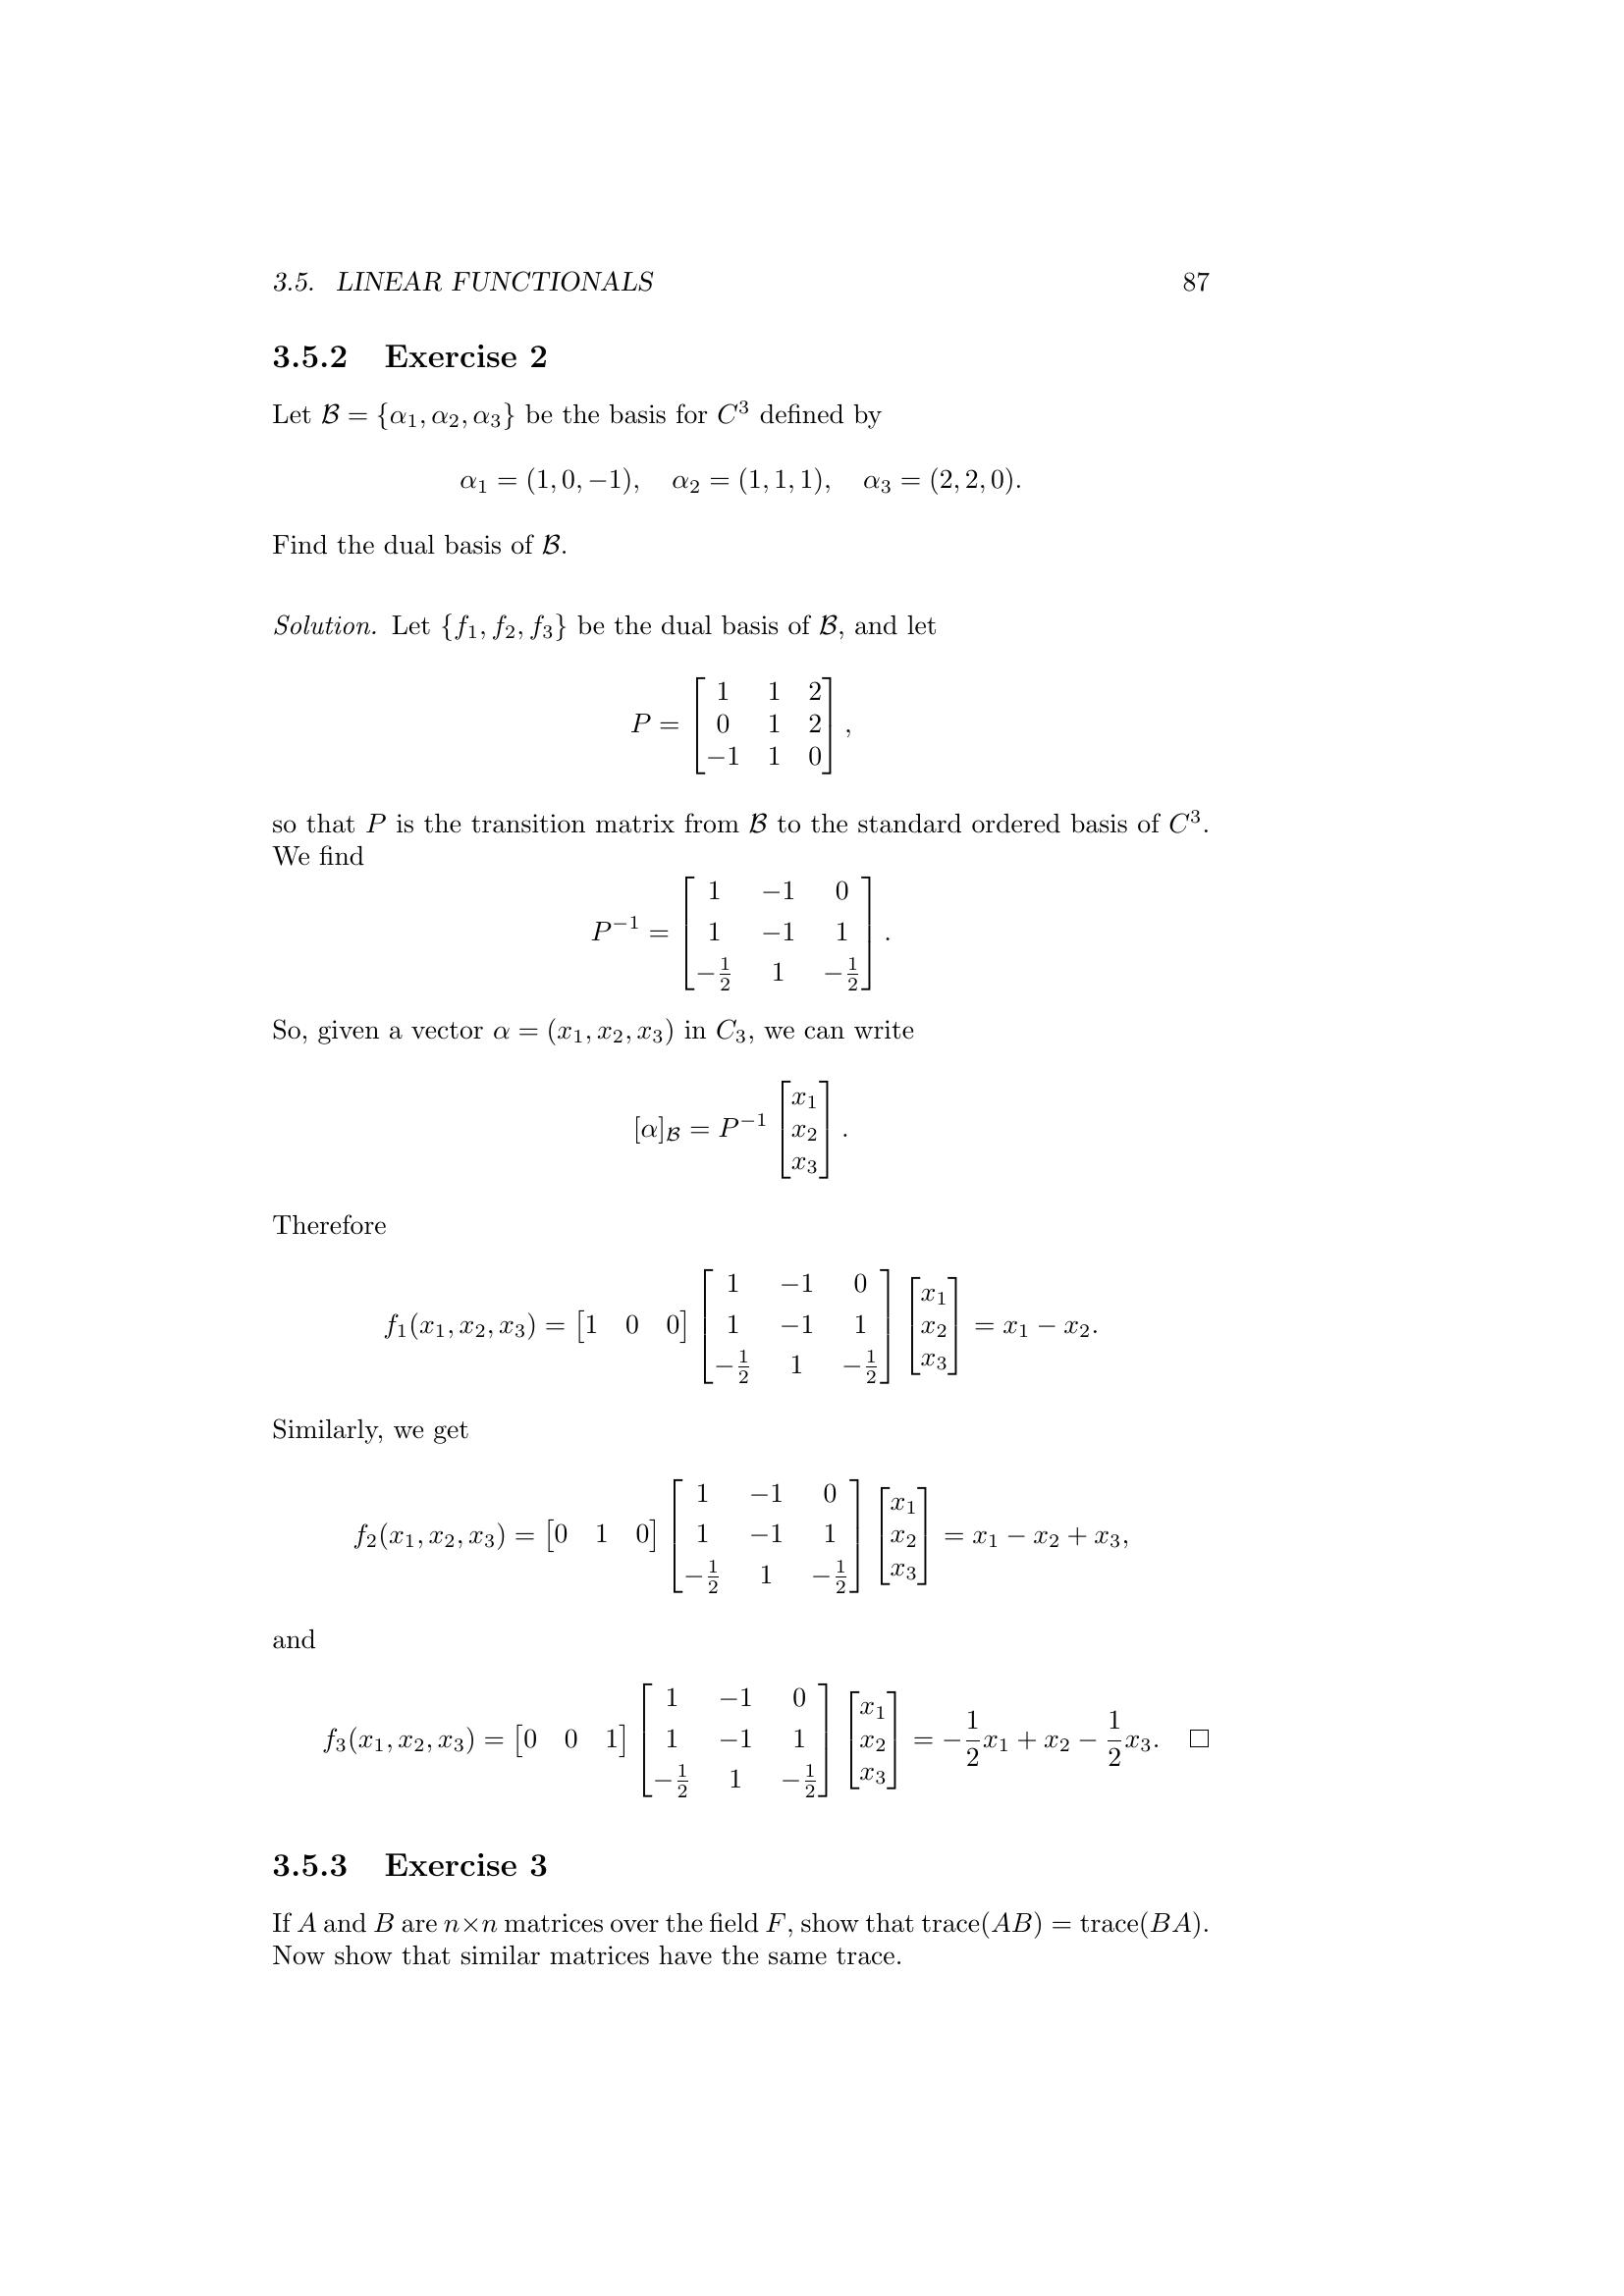 3.5. LINEAR FUNCTIONALS 87
3.5.2 Exercise 2
Let $\mathcal{B} = \{\alpha_1, \alpha_2, \alpha_3\}$ be the basis for $C^3$ defined by
$\alpha_1 = (1, 0, -1), \quad \alpha_2 = (1, 1, 1), \quad \alpha_3 = (2, 2, 0).$
Find the dual basis of $\mathcal{B}$.
Solution. Let $\{f_1, f_2, f_3\}$ be the dual basis of $\mathcal{B}$, and let
$P = \begin{bmatrix} 1 & 1 & 2 \\ 0 & 1 & 2 \\ -1 & 1 & 0 \end{bmatrix},$
so that $P$ is the transition matrix from $\mathcal{B}$ to the standard ordered basis of $C^3$.
We find
$P^{-1} = \begin{bmatrix} 1 & -1 & 0 \\ 1 & -1 & 1 \\ -\frac{1}{2} & 1 & -\frac{1}{2} \end{bmatrix}.$
So, given a vector $\alpha = (x_1, x_2, x_3)$ in $C_3$, we can write
$[\alpha]_{\mathcal{B}} = P^{-1} \begin{bmatrix} x_1 \\ x_2 \\ x_3 \end{bmatrix}.$
Therefore
$f_1(x_1, x_2, x_3) = \begin{bmatrix} 1 & 0 & 0 \end{bmatrix} \begin{bmatrix} 1 & -1 & 0 \\ 1 & -1 & 1 \\ -\frac{1}{2} & 1 & -\frac{1}{2} \end{bmatrix} \begin{bmatrix} x_1 \\ x_2 \\ x_3 \end{bmatrix} = x_1 - x_2.$
Similarly, we get
$f_2(x_1, x_2, x_3) = \begin{bmatrix} 0 & 1 & 0 \end{bmatrix} \begin{bmatrix} 1 & -1 & 0 \\ 1 & -1 & 1 \\ -\frac{1}{2} & 1 & -\frac{1}{2} \end{bmatrix} \begin{bmatrix} x_1 \\ x_2 \\ x_3 \end{bmatrix} = x_1 - x_2 + x_3,$
and
$f_3(x_1, x_2, x_3) = \begin{bmatrix} 0 & 0 & 1 \end{bmatrix} \begin{bmatrix} 1 & -1 & 0 \\ 1 & -1 & 1 \\ -\frac{1}{2} & 1 & -\frac{1}{2} \end{bmatrix} \begin{bmatrix} x_1 \\ x_2 \\ x_3 \end{bmatrix} = -\frac{1}{2}x_1 + x_2 - \frac{1}{2}x_3. \quad \square$
3.5.3 Exercise 3
If $A$ and $B$ are $n \times n$ matrices over the field $F$, show that trace$(AB)$ = trace$(BA)$.
Now show that similar matrices have the same trace.